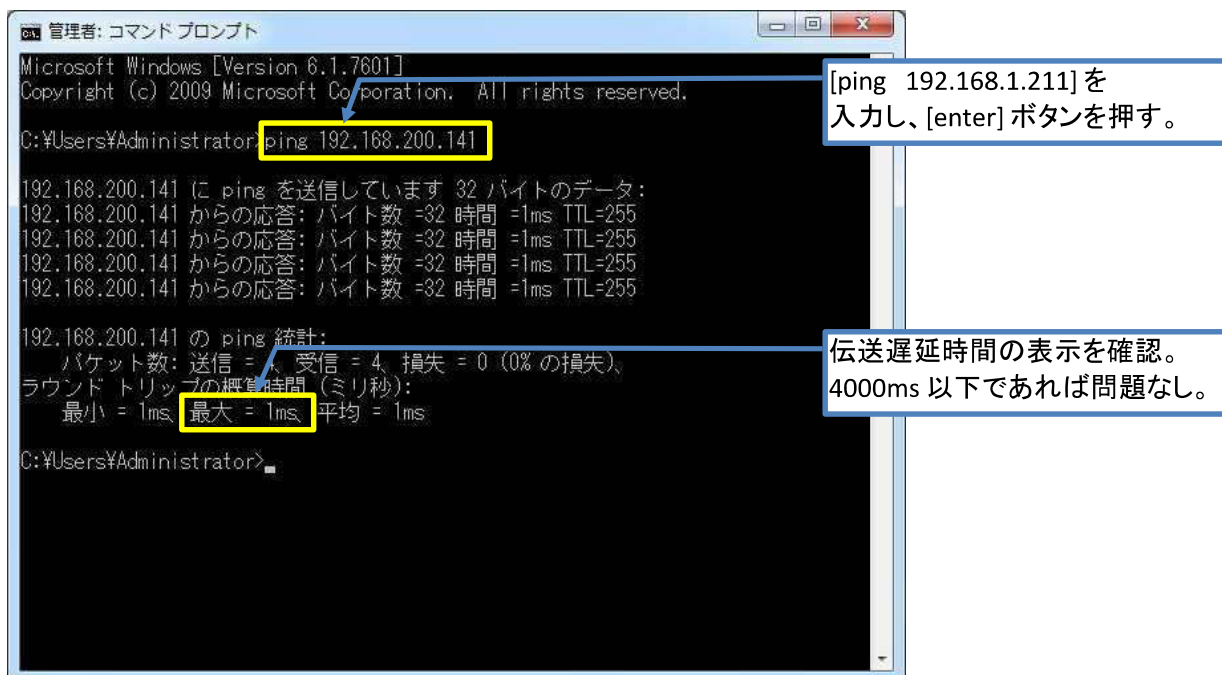 管理者: コマンド プロンプト
Microsoft Windows [Version 6.1.7601]
Copyright (c) 2009 Microsoft Corporation.  All rights reserved.
C:¥Users¥Administrator>ping 192.168.200.141
192.168.200.141 に ping を送信しています 32 バイトのデータ:
192.168.200.141 からの応答: バイト数 =32 時間 =1ms TTL=255
192.168.200.141 からの応答: バイト数 =32 時間 =1ms TTL=255
192.168.200.141 からの応答: バイト数 =32 時間 =1ms TTL=255
192.168.200.141 からの応答: バイト数 =32 時間 =1ms TTL=255
192.168.200.141 の ping 統計:
パケット数: 送信 = 4、受信 = 4、損失 = 0 (0% の損失)、
ラウンド トリップの概算時間 (ミリ秒):
最小 = 1ms、最大 = 1ms、平均 = 1ms
C:¥Users¥Administrator>
[ping 192.168.1.211] を
入力し、[enter] ボタンを押す。
伝送遅延時間の表示を確認。
4000ms 以下であれば問題なし。